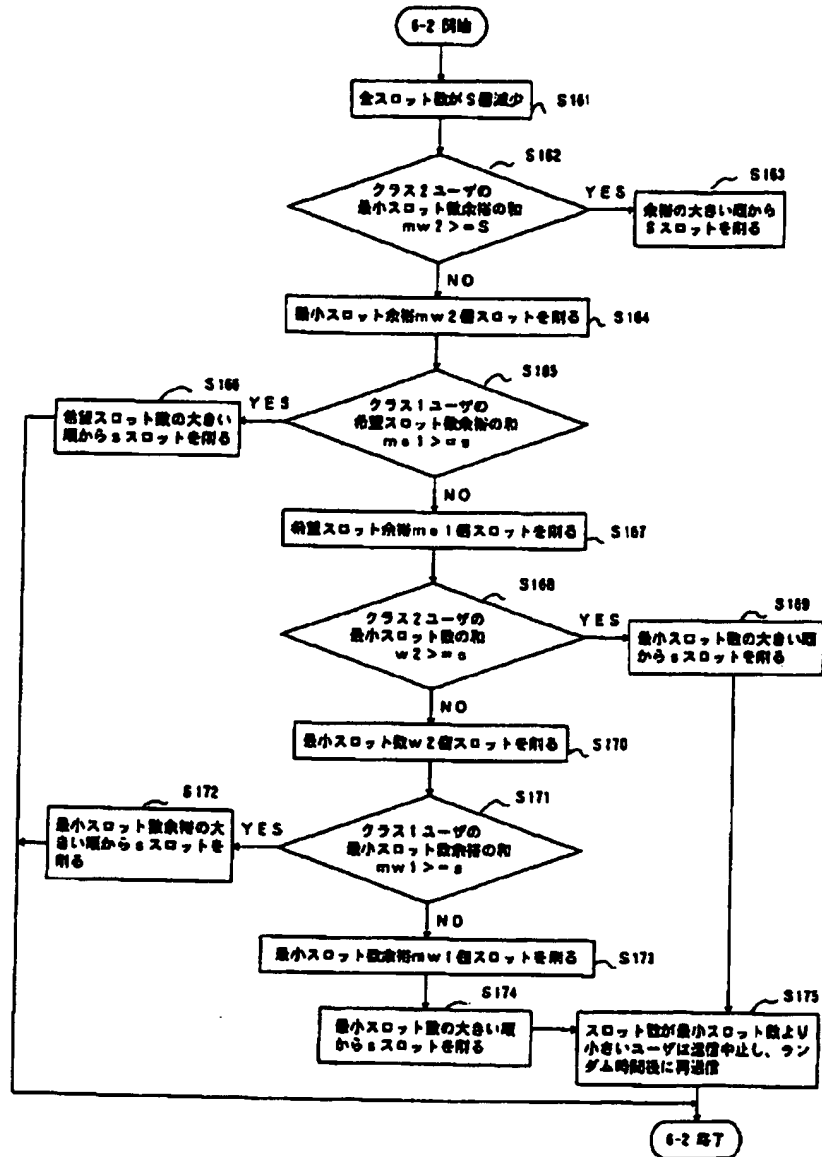 6-2 開始
全スロット数がS個減少
S161
S162
クラス2ユーザの
最小スロット数余裕の和
mw2>=S
YES
S163
余裕の大きい順から
Sスロットを削る
NO
最小スロット余裕mw2個スロットを削る
S164
S165
クラス1ユーザの
希望スロット数余裕の和
me1>=s
YES
S166
希望スロット数の大きい
順からsスロットを削る
NO
希望スロット余裕me1個スロットを削る
S167
S168
クラス2ユーザの
最小スロット数の和
w2>=s
YES
S169
最小スロット数の大きい順
からsスロットを削る
NO
最小スロット数w2個スロットを削る
S170
S171
クラス1ユーザの
最小スロット数余裕の和
mw1>=s
YES
S172
最小スロット数余裕の大
きい順からsスロットを
削る
NO
最小スロット数余裕mw1個スロットを削る
S173
S174
最小スロット数の大きい順
からsスロットを削る
S175
スロット数が最小スロット数より
小さいユーザは送信中止し、ラン
ダム時間後に再送信
6-2 終了